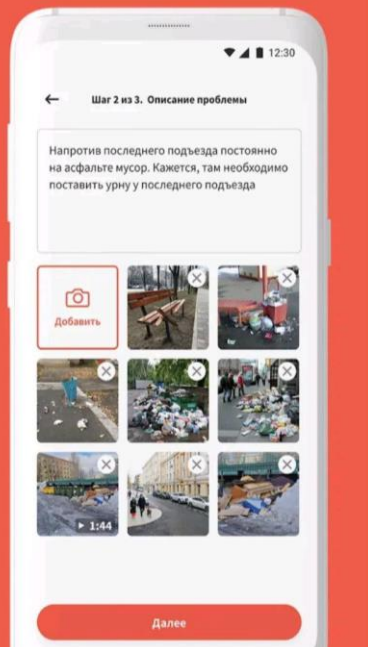 12:30
Шаг 2 из 3. Описание проблемы
Напротив последнего подъезда постоянно
на асфальте мусор. Кажется, там необходимо
поставить урну у последнего подъезда
Добавить
1:44
Далее